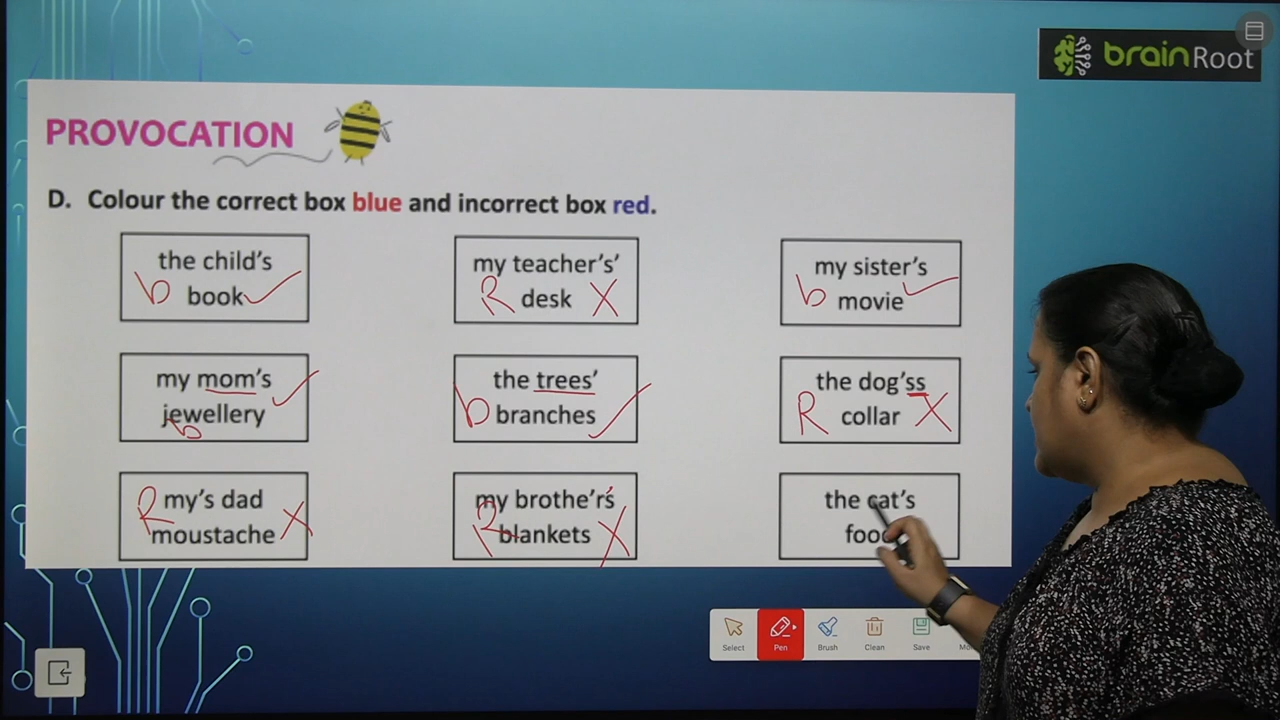 brainRoot
PROVOCATION
D. Colour the correct box blue and incorrect box red.
the child's
b book ✓
my teacher's'
R desk X
my sister's
b movie ✓
my mom's ✓
jewellery
b
the trees'
b branches ✓
the dog'ss
R collar X
R my's dad
moustache X
my brothe'rs
R blankets X
the cat's
Select
Pen
Brush
Clean
Save